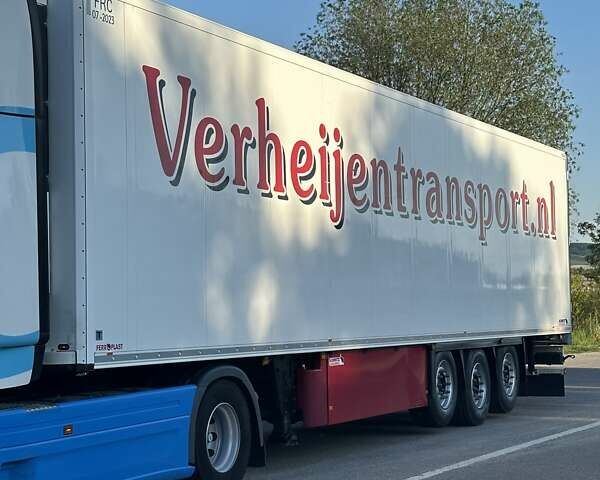 FRC
07-2023
Verheijentransport.nl
FERROPLAST